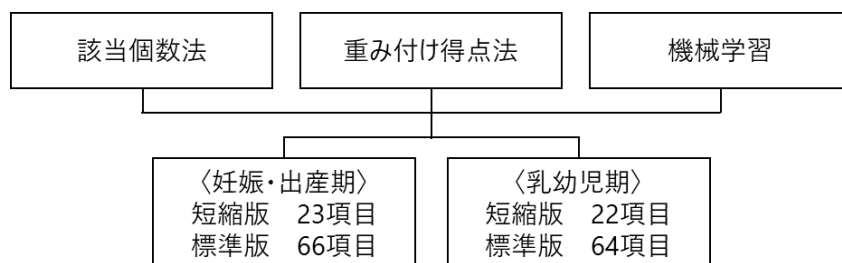 該当個数法
重み付け得点法
機械学習
〈妊娠・出産期〉
短縮版　23項目
標準版　66項目
〈乳幼児期〉
短縮版　22項目
標準版　64項目